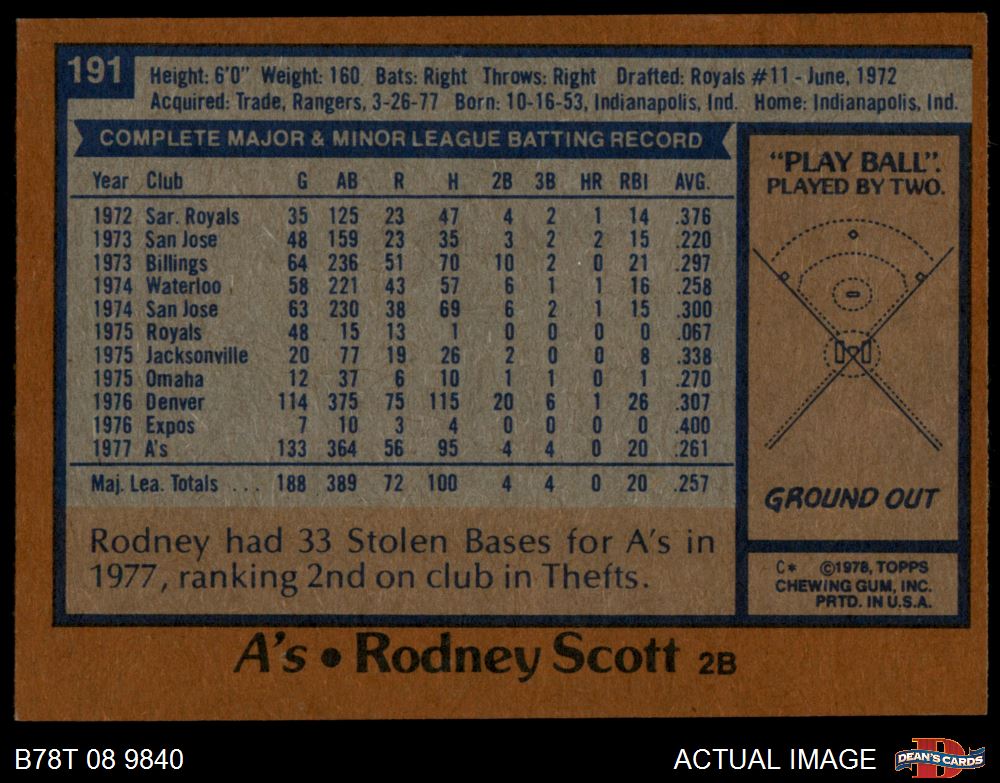 191
Height: 6'0" Weight: 160 Bats: Right Throws: Right Drafted: Royals #11 - June, 1972
Acquired: Trade, Rangers, 3-26-77 Born: 10-16-53, Indianapolis, Ind. Home: Indianapolis, Ind.
COMPLETE MAJOR & MINOR LEAGUE BATTING RECORD
Year Club G AB R H 2B 3B HR RBI AVG.
1972 Sar. Royals 35 125 23 47 4 2 1 14 .376
1973 San Jose 48 159 23 35 3 2 2 15 .220
1973 Billings 64 236 51 70 10 2 0 21 .297
1974 Waterloo 58 221 43 57 6 1 1 16 .258
1974 San Jose 63 230 38 69 6 2 1 15 .300
1975 Royals 48 15 13 1 0 0 0 0 .067
1975 Jacksonville 20 77 19 26 2 0 0 8 .338
1975 Omaha 12 37 6 10 1 1 0 1 .270
1976 Denver 114 375 75 115 20 6 1 26 .307
1976 Expos 7 10 3 4 0 0 0 0 .400
1977 A's 133 364 56 95 4 4 0 20 .261
Maj. Lea. Totals ... 188 389 72 100 4 4 0 20 .257
Rodney had 33 Stolen Bases for A's in
1977, ranking 2nd on club in Thefts.
"PLAY BALL".
PLAYED BY TWO.
GROUND OUT
C* ©1978, TOPPS
CHEWING GUM, INC.
PRTD. IN U.S.A.
A's • Rodney Scott 2B
B78T 08 9840
ACTUAL IMAGE
DEAN'S CARDS